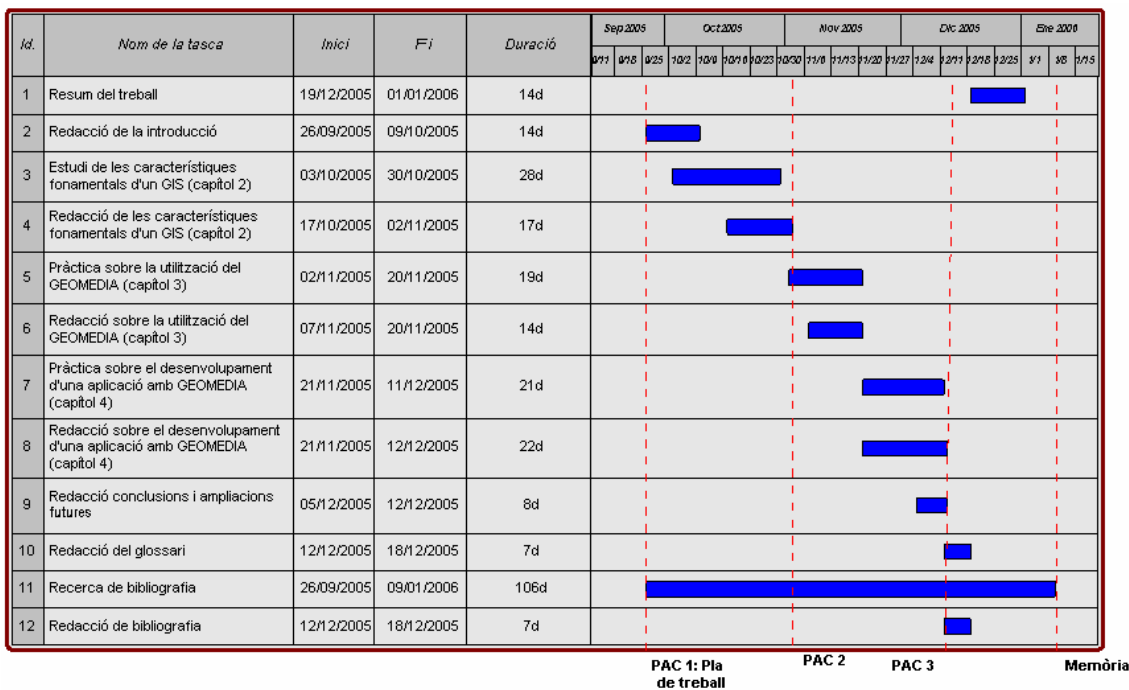 Id. Nom de la tasca Inici Fi Duració Sep 2005 Oct 2005 Nov 2005 Dic 2005 Ene 2006
9/11 9/18 9/25 10/2 10/9 10/16 10/23 10/30 11/6 11/13 11/20 11/27 12/4 12/11 12/18 12/25 1/1 1/8 1/15
1 Resum del treball 19/12/2005 01/01/2006 14d
2 Redacció de la introducció 26/09/2005 09/10/2005 14d
3 Estudi de les característiques
fonamentals d'un GIS (capítol 2) 03/10/2005 30/10/2005 28d
4 Redacció de les característiques
fonamentals d'un GIS (capítol 2) 17/10/2005 02/11/2005 17d
5 Pràctica sobre la utilització del
GEOMEDIA (capítol 3) 02/11/2005 20/11/2005 19d
6 Redacció sobre la utilització del
GEOMEDIA (capítol 3) 07/11/2005 20/11/2005 14d
7 Pràctica sobre el desenvolupament
d'una aplicació amb GEOMEDIA 21/11/2005 11/12/2005 21d
(capítol 4)
8 Redacció sobre el desenvolupament
d'una aplicació amb GEOMEDIA 21/11/2005 12/12/2005 22d
(capítol 4)
9 Redacció conclusions i ampliacions
futures 05/12/2005 12/12/2005 8d
10 Redacció del glossari 12/12/2005 18/12/2005 7d
11 Recerca de bibliografia 26/09/2005 09/01/2006 106d
12 Redacció de bibliografia 12/12/2005 18/12/2005 7d
PAC 1: Pla
de treball
PAC 2
PAC 3
Memòria